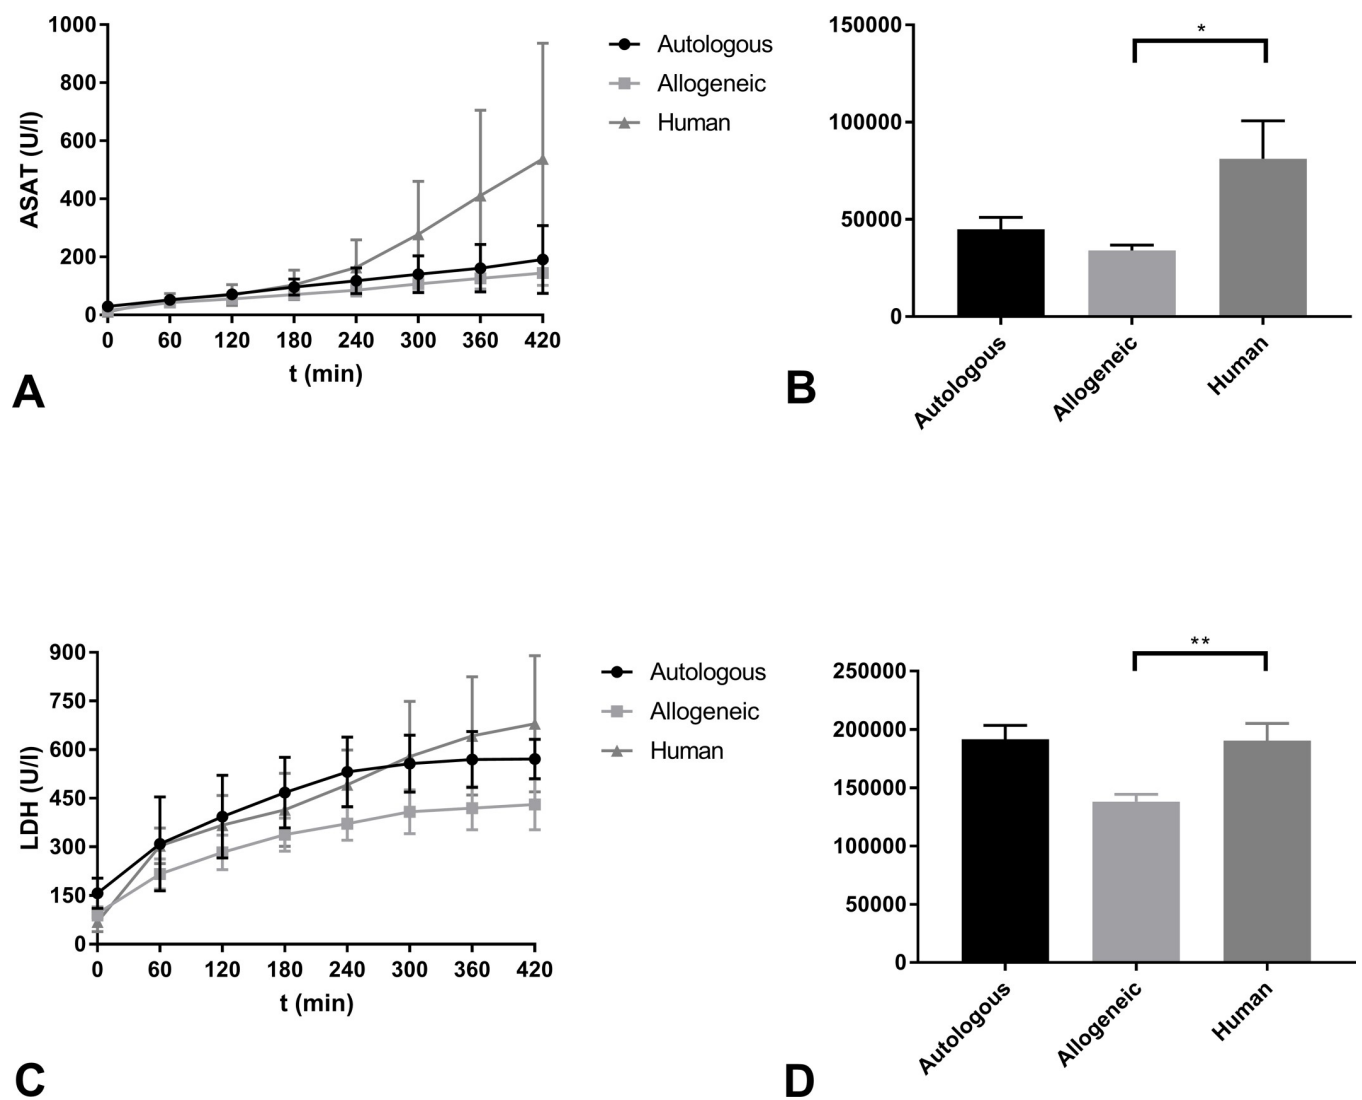 1000
800
600
400
200
0
ASAT (U/l)
0 60 120 180 240 300 360 420
t (min)
Autologous
Allogeneic
Human
A
150000
100000
50000
0
*
Autologous
Allogeneic
Human
B
900
750
600
450
300
150
0
LDH (U/l)
0 60 120 180 240 300 360 420
t (min)
Autologous
Allogeneic
Human
C
250000
200000
150000
100000
50000
0
**
Autologous
Allogeneic
Human
D